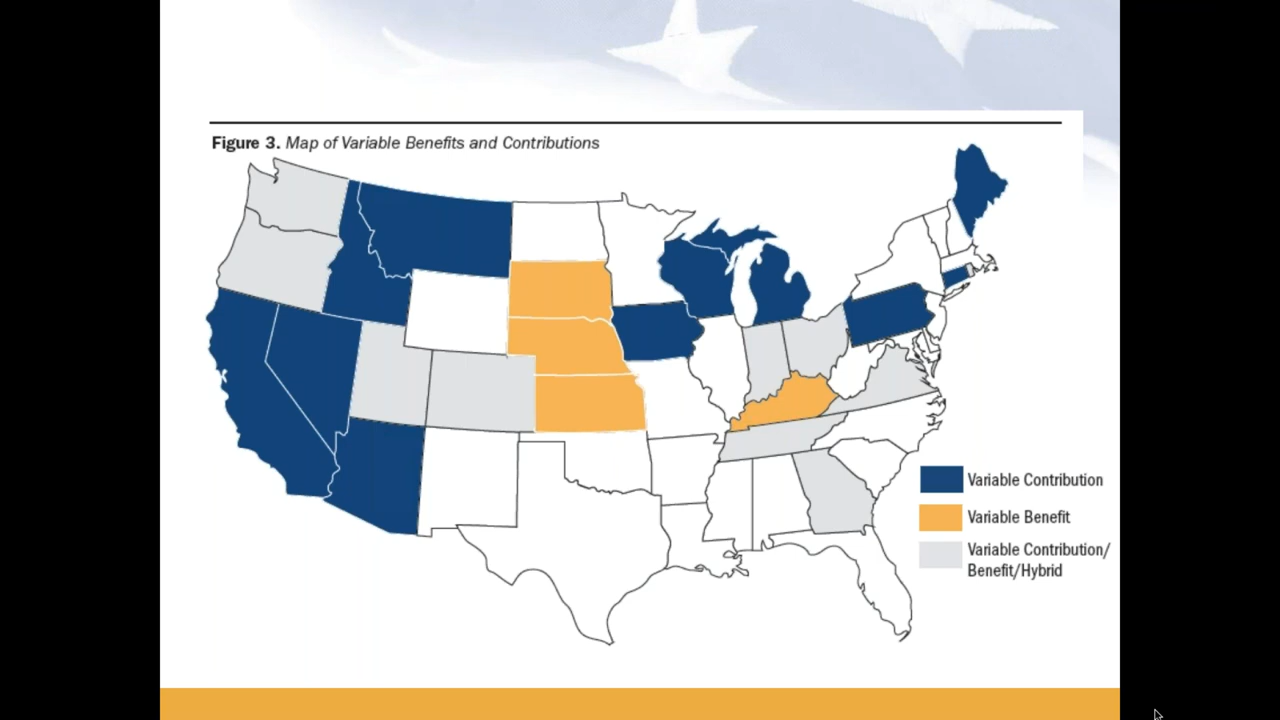 Figure 3. Map of Variable Benefits and Contributions
Variable Contribution
Variable Benefit
Variable Contribution/
Benefit/Hybrid